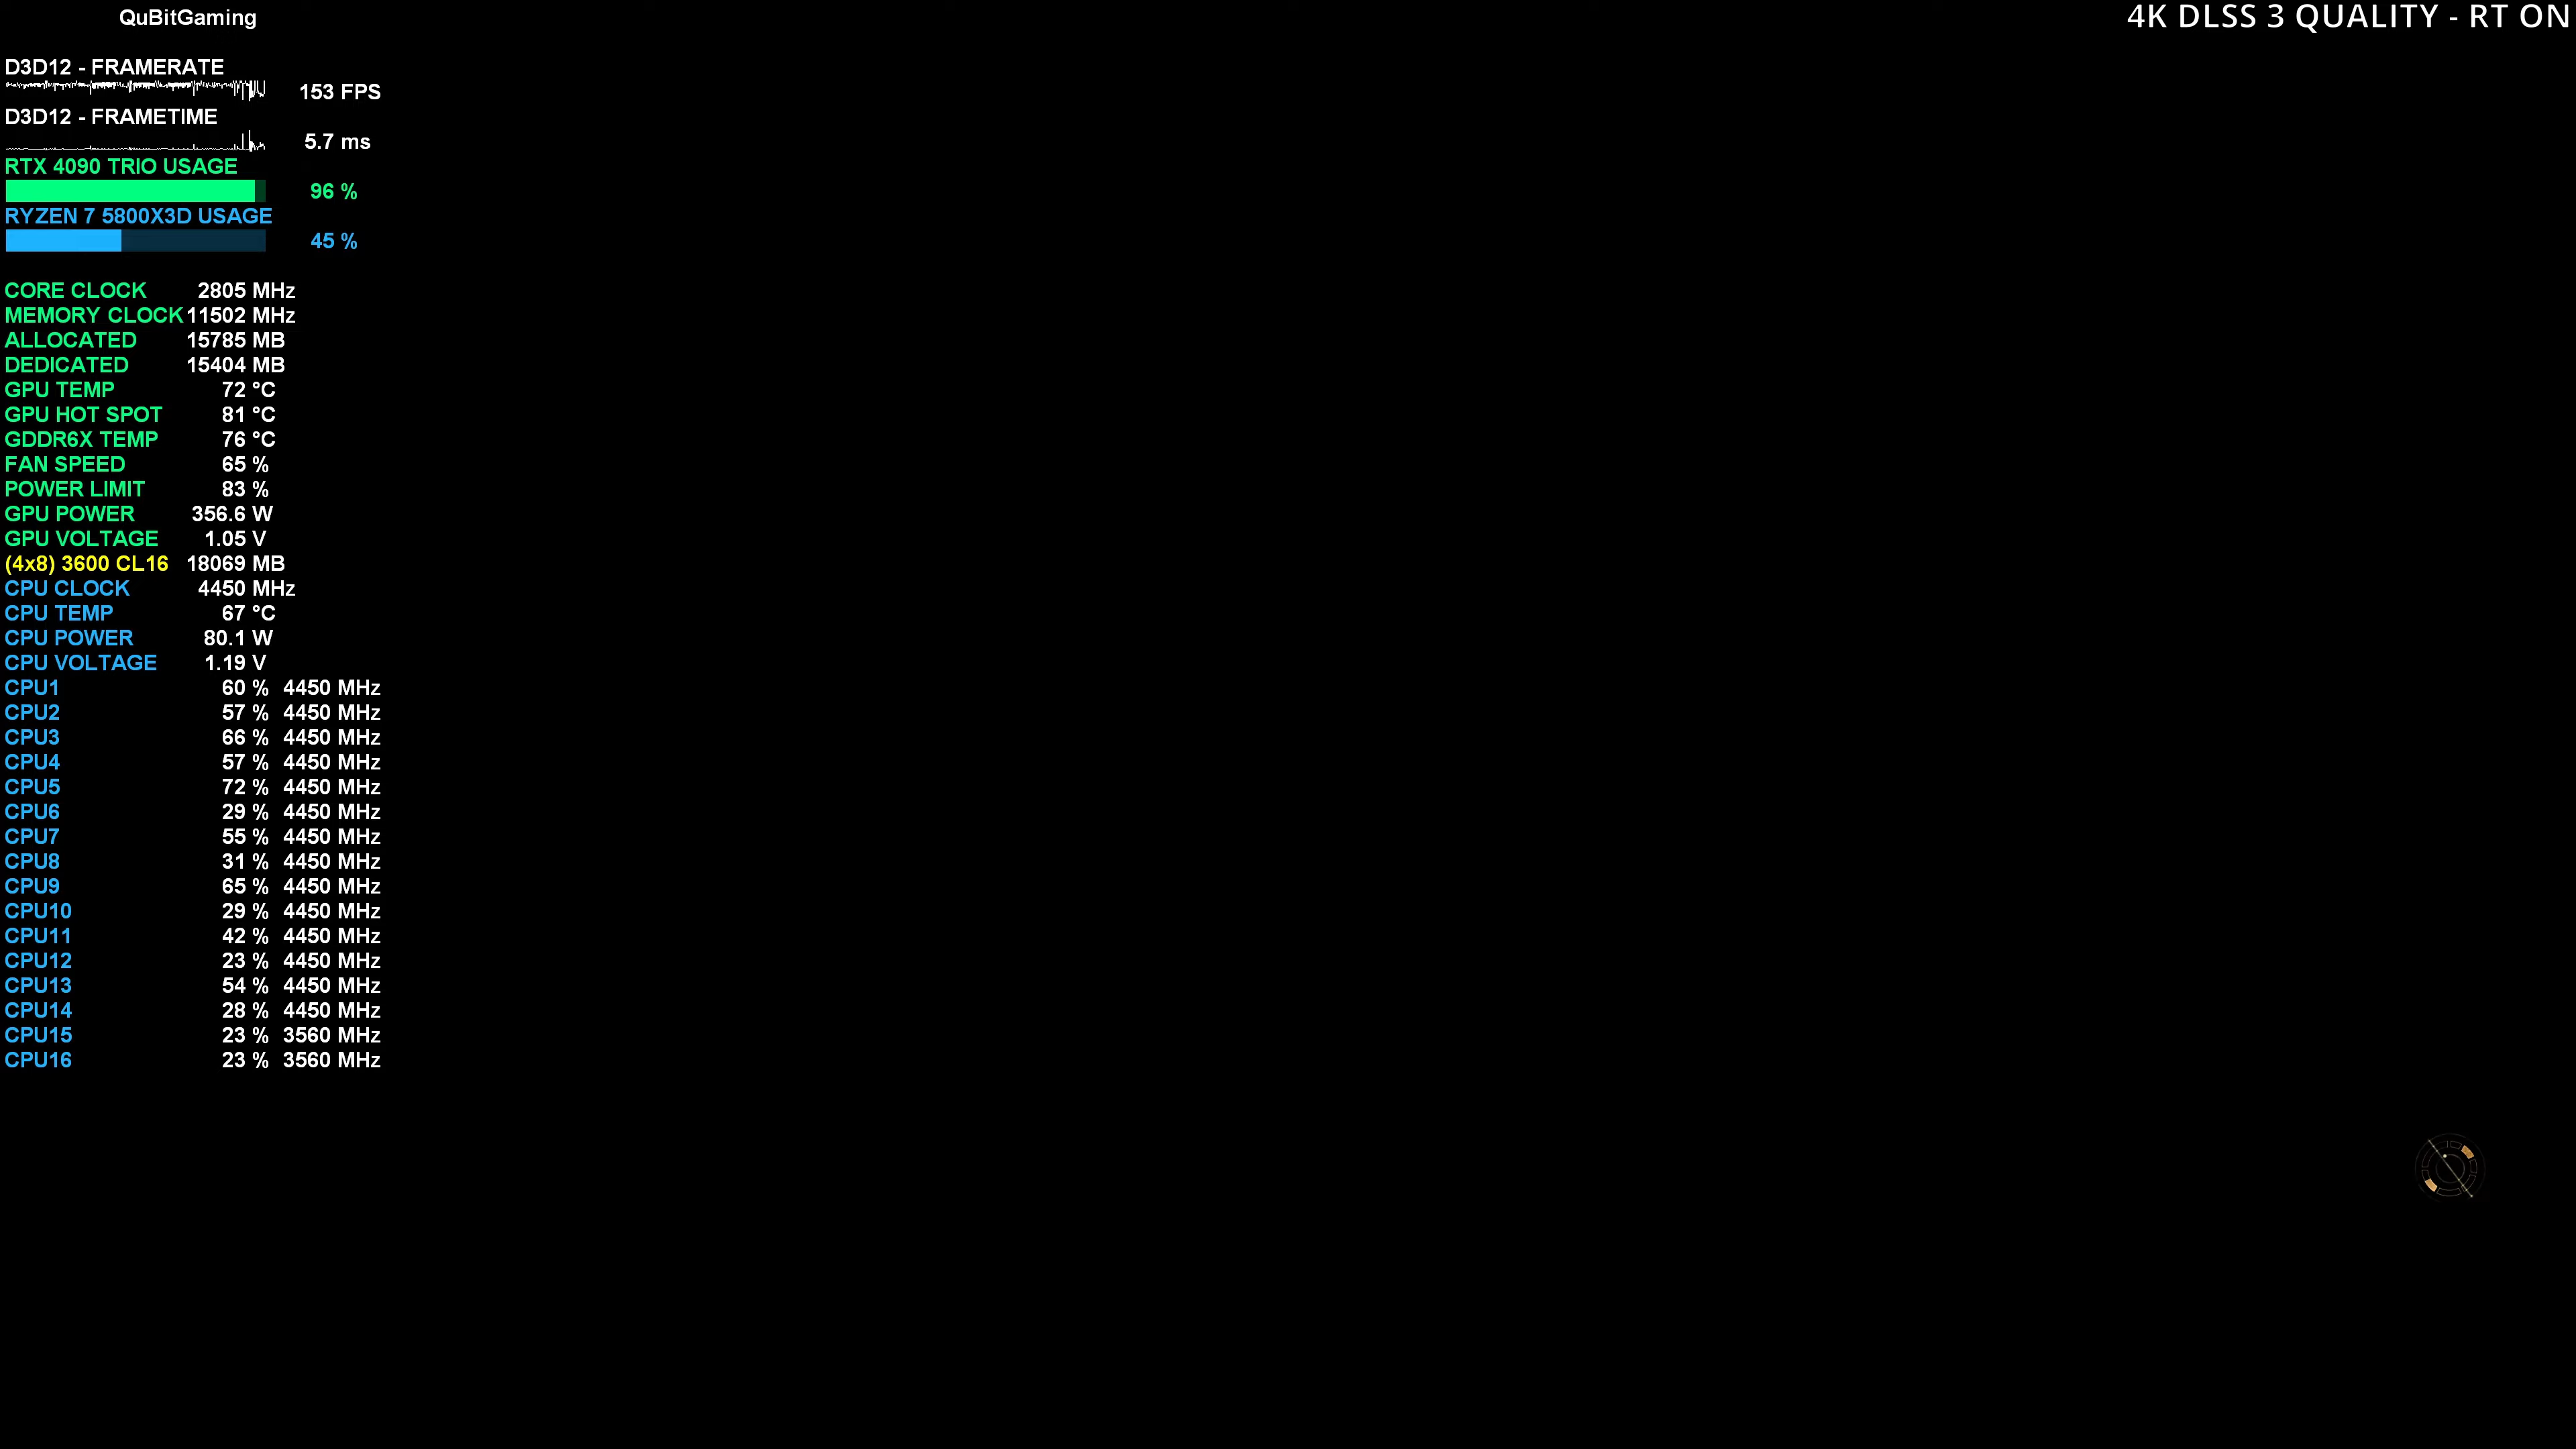 QuBitGaming
4K DLSS 3 QUALITY - RT ON
D3D12 - FRAMERATE
153 FPS
D3D12 - FRAMETIME
5.7 ms
RTX 4090 TRIO USAGE
96 %
RYZEN 7 5800X3D USAGE
45 %
CORE CLOCK 2805 MHz
MEMORY CLOCK 11502 MHz
ALLOCATED 15785 MB
DEDICATED 15404 MB
GPU TEMP 72 °C
GPU HOT SPOT 81 °C
GDDR6X TEMP 76 °C
FAN SPEED 65 %
POWER LIMIT 83 %
GPU POWER 356.6 W
GPU VOLTAGE 1.05 V
(4x8) 3600 CL16 18069 MB
CPU CLOCK 4450 MHz
CPU TEMP 67 °C
CPU POWER 80.1 W
CPU VOLTAGE 1.19 V
CPU1 60 % 4450 MHz
CPU2 57 % 4450 MHz
CPU3 66 % 4450 MHz
CPU4 57 % 4450 MHz
CPU5 72 % 4450 MHz
CPU6 29 % 4450 MHz
CPU7 55 % 4450 MHz
CPU8 31 % 4450 MHz
CPU9 65 % 4450 MHz
CPU10 29 % 4450 MHz
CPU11 42 % 4450 MHz
CPU12 23 % 4450 MHz
CPU13 54 % 4450 MHz
CPU14 28 % 4450 MHz
CPU15 23 % 3560 MHz
CPU16 23 % 3560 MHz